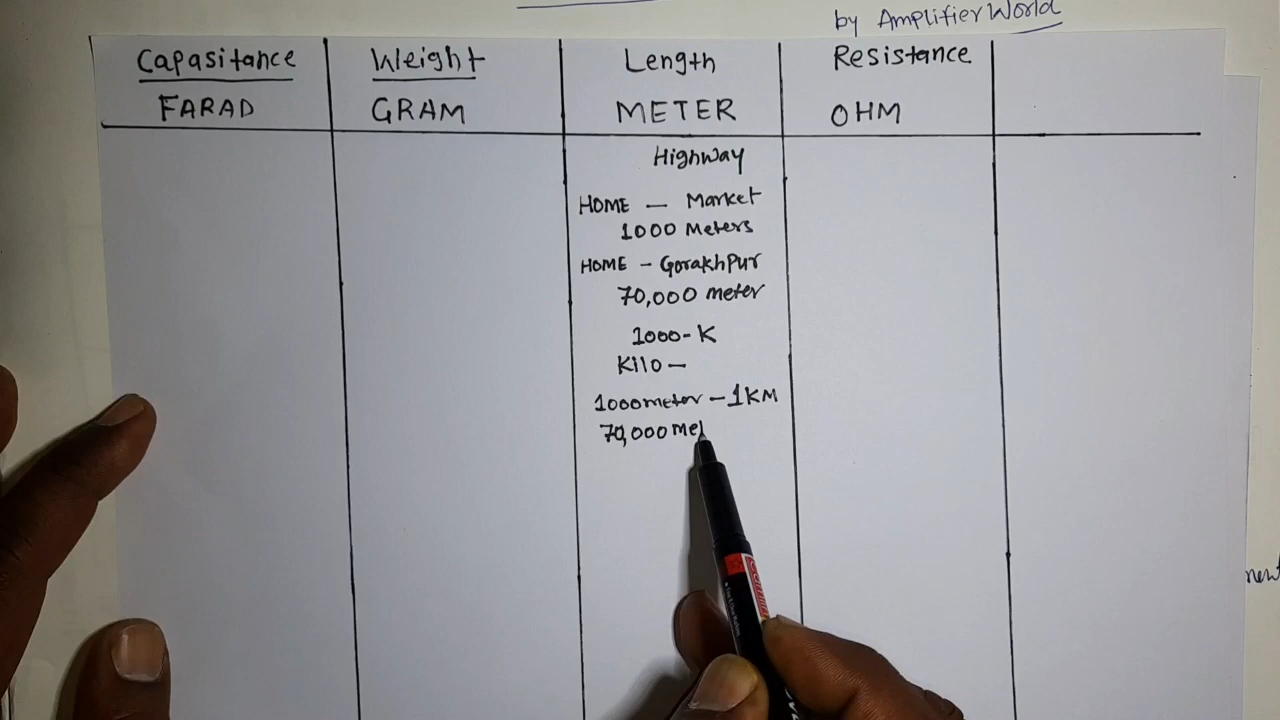 by AmplifierWorld
Capasitance Weight Length Resistance
FARAD GRAM METER OHM
Highway
HOME — Market
1000 Meters
HOME - GorakhPur
70,000 meter
1000- K
Kilo -
1000meter - 1KM
70,000 Met